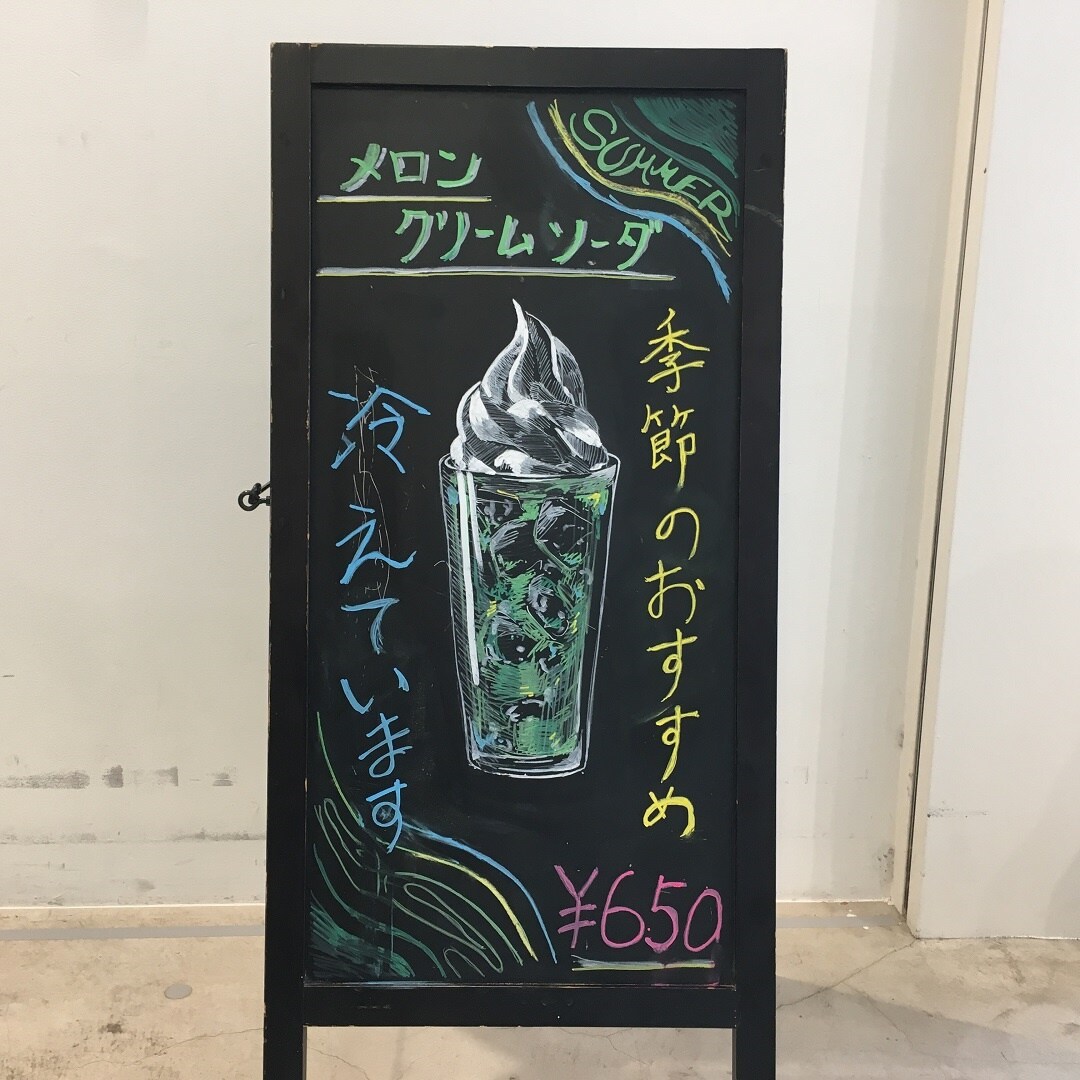 SUMMER
メロン
クリームソーダ
季節のおすすめ
冷えています
¥650